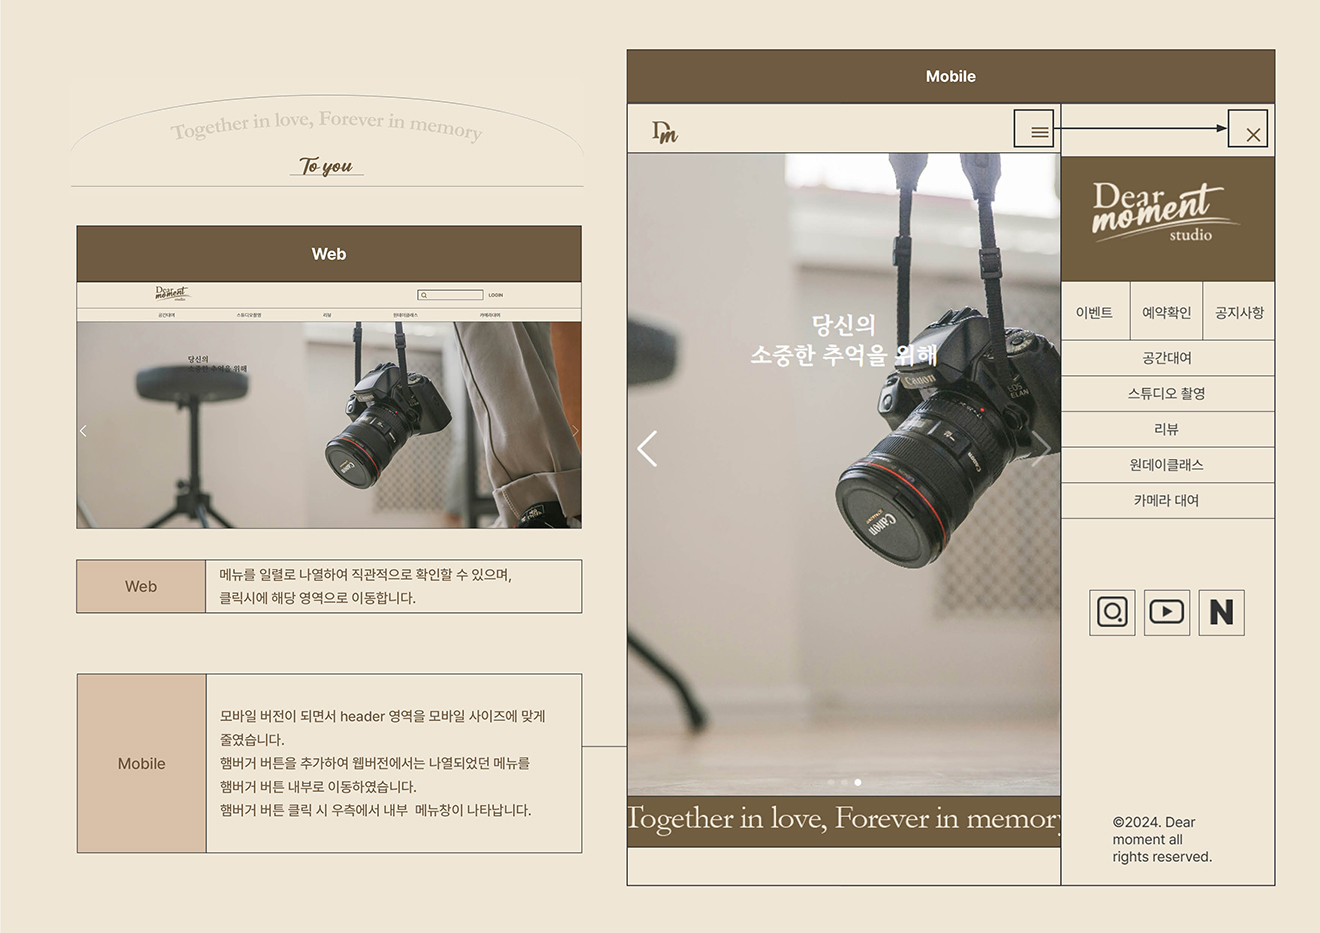 Together in love, Forever in memory
To you
Web
Dear
moment
studio
LOGIN
공간대여
스튜디오촬영
리뷰
원데이클래스
카메라대여
당신의
소중한 추억을 위해
Canon
Web
메뉴를 일렬로 나열하여 직관적으로 확인할 수 있으며,
클릭시에 해당 영역으로 이동합니다.
Mobile
모바일 버전이 되면서 header 영역을 모바일 사이즈에 맞게
줄였습니다.
햄버거 버튼을 추가하여 웹버전에서는 나열되었던 메뉴를
햄버거 버튼 내부로 이동하였습니다.
햄버거 버튼 클릭 시 우측에서 내부 메뉴창이 나타납니다.
Mobile
Dm
당신의
소중한 추억을 위해
Canon
EOS
ELAN
Canon
Together in love, Forever in memory
Dear
moment
studio
이벤트
예약확인
공지사항
공간대여
스튜디오 촬영
리뷰
원데이클래스
카메라 대여
N
©2024. Dear
moment all
rights reserved.